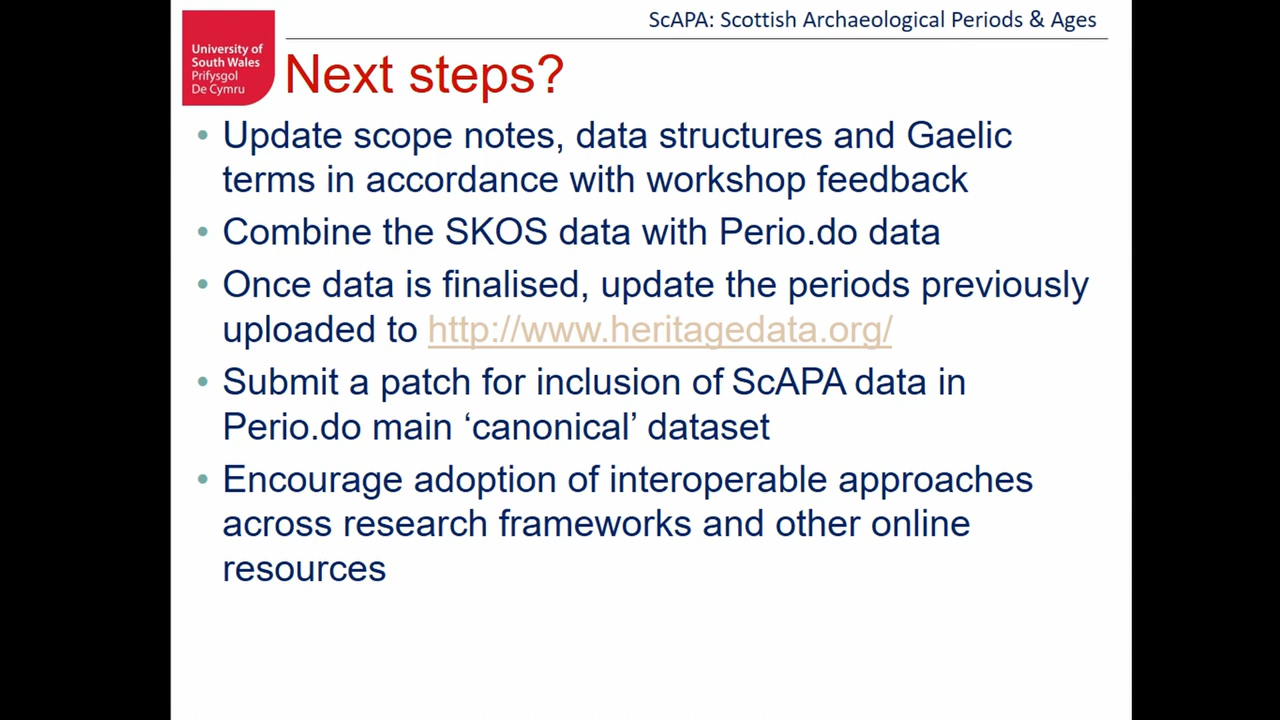 ScAPA: Scottish Archaeological Periods & Ages
University of
South Wales
Prifysgol
De Cymru
Next steps?
• Update scope notes, data structures and Gaelic
terms in accordance with workshop feedback
• Combine the SKOS data with Perio.do data
• Once data is finalised, update the periods previously
uploaded to http://www.heritagedata.org/
• Submit a patch for inclusion of ScAPA data in
Perio.do main ‘canonical’ dataset
• Encourage adoption of interoperable approaches
across research frameworks and other online
resources